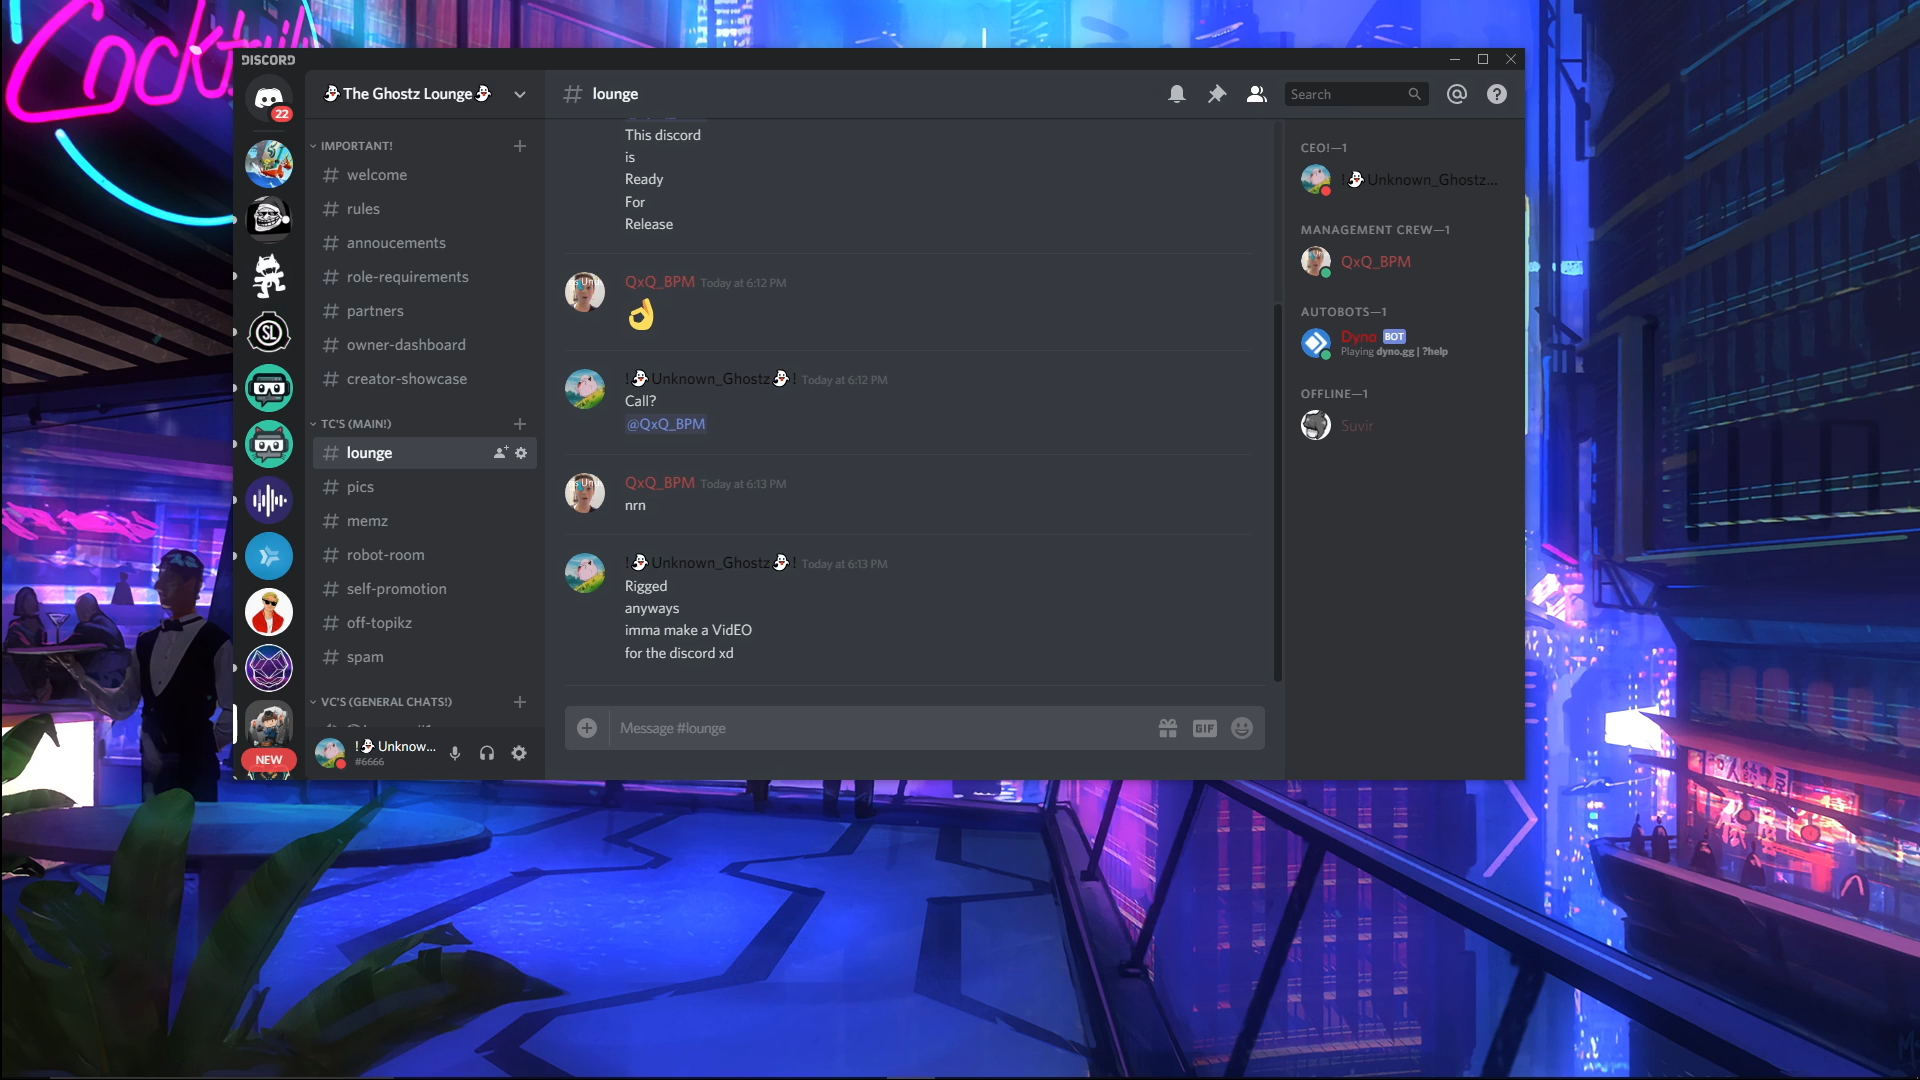 Cocktails
DISCORD
👻The Ghostz Lounge👻
22
IMPORTANT!
# welcome
# rules
# annoucements
# role-requirements
# partners
# owner-dashboard
# creator-showcase
TC'S (MAIN!)
# lounge
# pics
# memz
# robot-room
# self-promotion
# off-topikz
# spam
VC'S (GENERAL CHATS!)
SL
NEW
!👻Unknow...
#6666
# lounge
Search
This discord
is
Ready
For
Release
QxQ_BPM Today at 6:12 PM
👌
!👻Unknown_Ghostz👻! Today at 6:12 PM
Call?
@QxQ_BPM
QxQ_BPM Today at 6:13 PM
nrn
!👻Unknown_Ghostz👻! Today at 6:13 PM
Rigged
anyways
imma make a VidEO
for the discord xd
Message #lounge
GIF
CEO!—1
!👻Unknown_Ghostz...
MANAGEMENT CREW—1
QxQ_BPM
AUTOBOTS—1
Dyno BOT
Playing dyno.gg | ?help
OFFLINE—1
Suvir